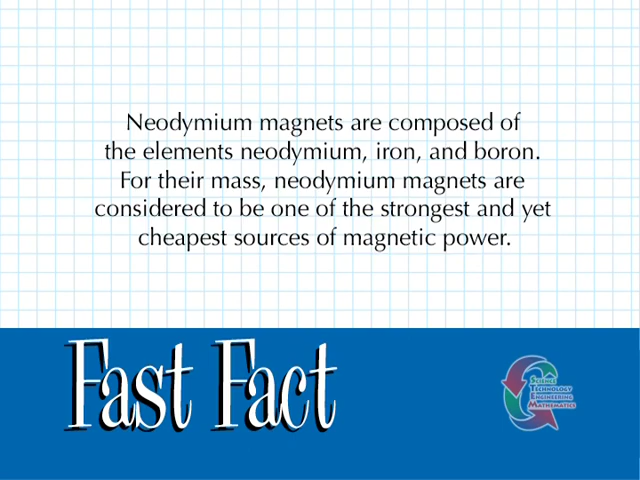 Neodymium magnets are composed of
the elements neodymium, iron, and boron.
For their mass, neodymium magnets are
considered to be one of the strongest and yet
cheapest sources of magnetic power.
Fast Fact
Science
Technology
Engineering
Mathematics